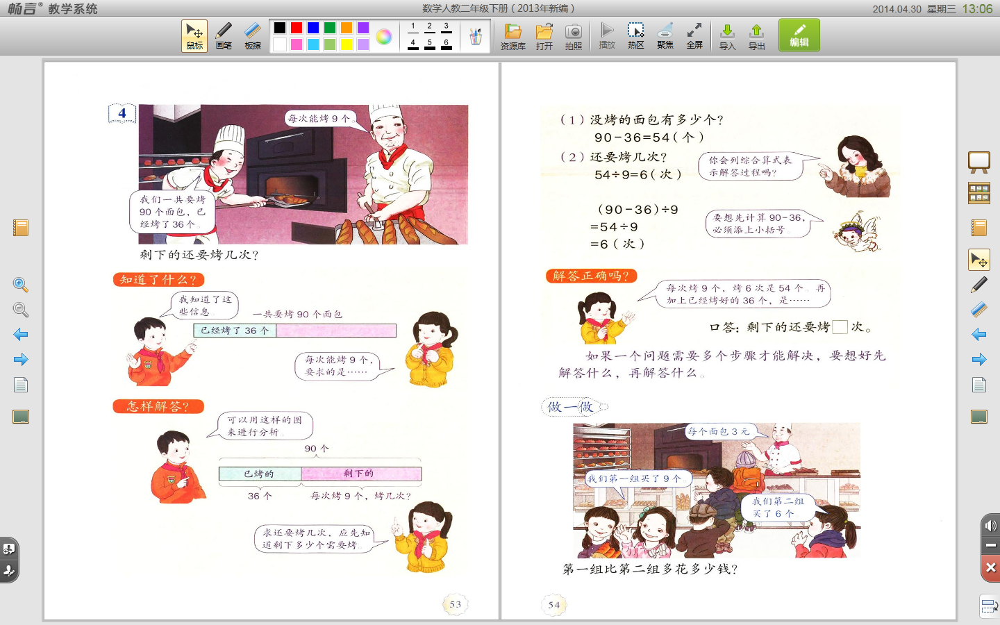 畅言® 教学系统
数学人教二年级下册（2013年新编）
2014.04.30 星期三 13:06
鼠标 画笔 板擦
1 2 3
4 5 6
资源库 打开 拍照 播放 热区 聚焦 全屏 导入 导出 编辑
4
每次能烤 9 个。
我们一共要烤
90 个面包，已
经烤了 36 个。
剩下的还要烤几次？
知道了什么？
我知道了这
些信息。
一共要烤 90 个面包
已经烤了 36 个
每次能烤 9 个，
要求的是……
怎样解答？
可以用这样的图
来进行分析。
90 个
已烤的 剩下的
36 个 每次烤 9 个，烤几次？
求还要烤几次，应先知
道剩下多少个需要烤。
53
（1）没烤的面包有多少个？
90－36＝54（个）
（2）还要烤几次？
54÷9＝6（次）
你会列综合算式表
示解答过程吗？
（90－36）÷9
＝54÷9
＝6（次）
要想先计算 90－36，
必须添上小括号。
解答正确吗？
每次烤 9 个，烤 6 次是 54 个。再
加上已经烤好的 36 个，是……
口答：剩下的还要烤□次。
如果一个问题需要多个步骤才能解决，要想好先
解答什么，再解答什么。
做一做
每个面包 3 元。
我们第一组买了 9 个。
我们第二组
买了 6 个
第一组比第二组多花多少钱？
54